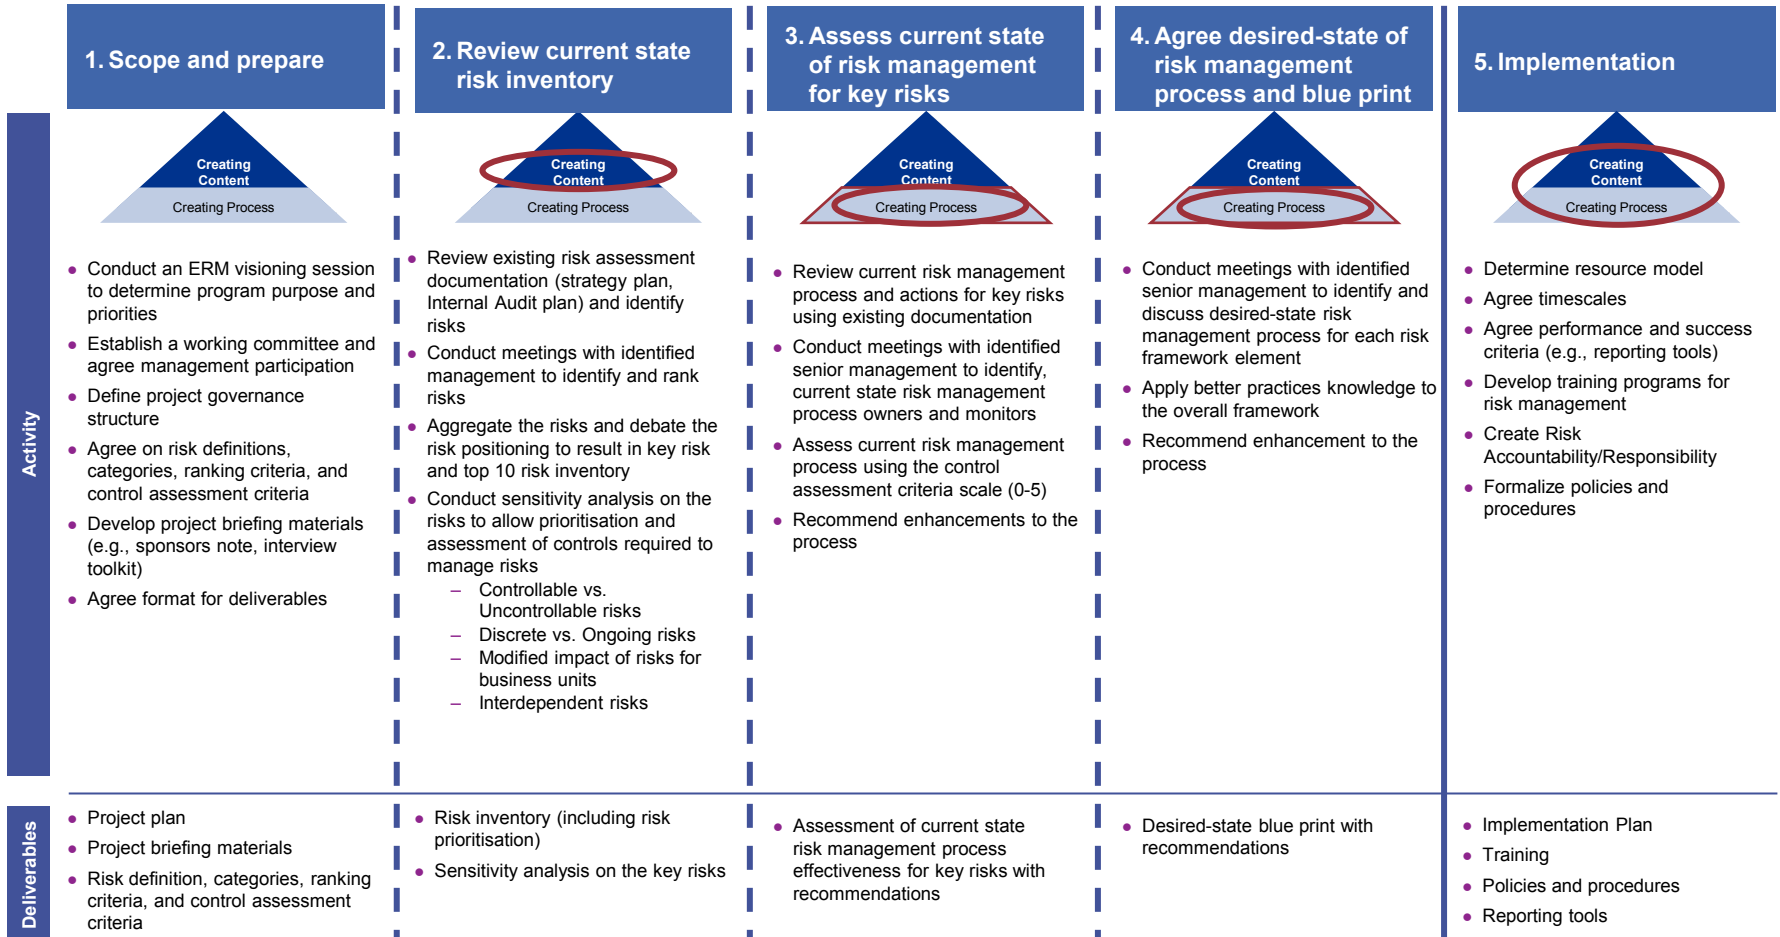 1. Scope and prepare
2. Review current state
risk inventory
3. Assess current state
of risk management
for key risks
4. Agree desired-state of
risk management
process and blue print
5. Implementation
Activity
Creating
Content
Creating Process
● Conduct an ERM visioning session
to determine program purpose and
priorities
● Establish a working committee and
agree management participation
● Define project governance
structure
● Agree on risk definitions,
categories, ranking criteria, and
control assessment criteria
● Develop project briefing materials
(e.g., sponsors note, interview
toolkit)
● Agree format for deliverables
Creating
Content
Creating Process
● Review existing risk assessment
documentation (strategy plan,
Internal Audit plan) and identify
risks
● Conduct meetings with identified
management to identify and rank
risks
● Aggregate the risks and debate the
risk positioning to result in key risk
and top 10 risk inventory
● Conduct sensitivity analysis on the
risks to allow prioritisation and
assessment of controls required to
manage risks
– Controllable vs.
Uncontrollable risks
– Discrete vs. Ongoing risks
– Modified impact of risks for
business units
– Interdependent risks
Creating
Content
Creating Process
● Review current risk management
process and actions for key risks
using existing documentation
● Conduct meetings with identified
senior management to identify,
current state risk management
process owners and monitors
● Assess current risk management
process using the control
assessment criteria scale (0-5)
● Recommend enhancements to the
process
Creating
Content
Creating Process
● Conduct meetings with identified
senior management to identify and
discuss desired-state risk
management process for each risk
framework element
● Apply better practices knowledge to
the overall framework
● Recommend enhancement to the
process
Creating
Content
Creating Process
● Determine resource model
● Agree timescales
● Agree performance and success
criteria (e.g., reporting tools)
● Develop training programs for
risk management
● Create Risk
Accountability/Responsibility
● Formalize policies and
procedures
Deliverables
● Project plan
● Project briefing materials
● Risk definition, categories, ranking
criteria, and control assessment
criteria
● Risk inventory (including risk
prioritisation)
● Sensitivity analysis on the key risks
● Assessment of current state
risk management process
effectiveness for key risks with
recommendations
● Desired-state blue print with
recommendations
● Implementation Plan
● Training
● Policies and procedures
● Reporting tools